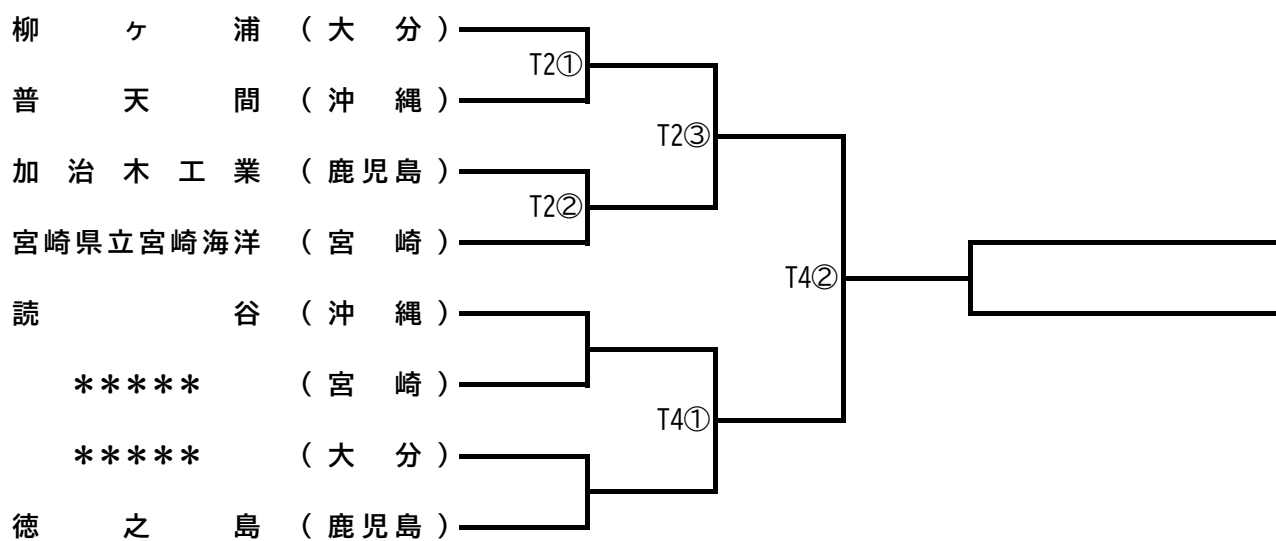 柳ヶ浦（大分）
T2①
普天間（沖縄）
T2③
加治木工業（鹿児島）
T2②
宮崎県立宮崎海洋（宮崎）
T4②
読谷（沖縄）
*****（宮崎）
T4①
*****（大分）
徳之島（鹿児島）